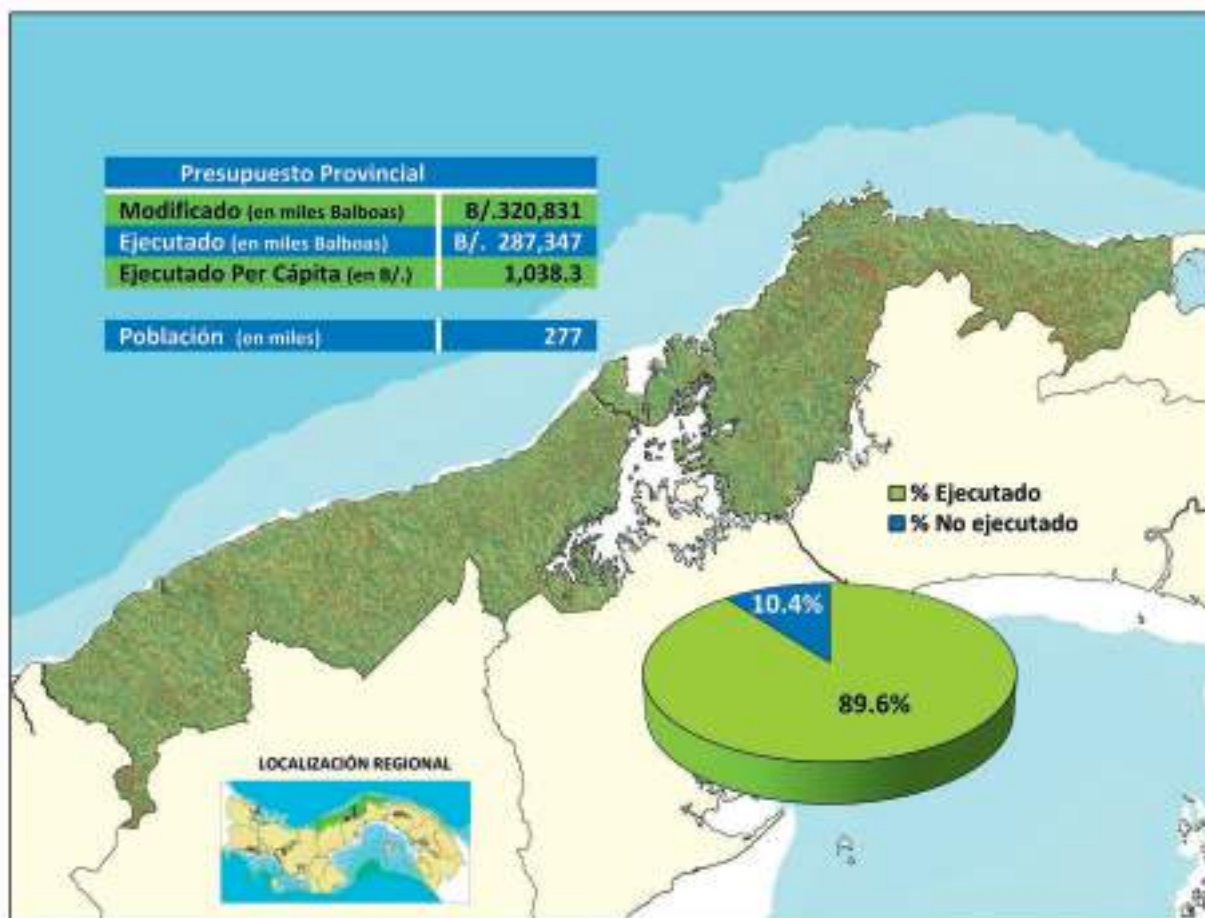 Presupuesto Provincial
Modificado (en miles Balboas) B/.320,831
Ejecutado (en miles Balboas) B/. 287,347
Ejecutado Per Cápita (en B/.) 1,038.3
Población (en miles) 277
% Ejecutado
% No ejecutado
10.4%
89.6%
LOCALIZACIÓN REGIONAL